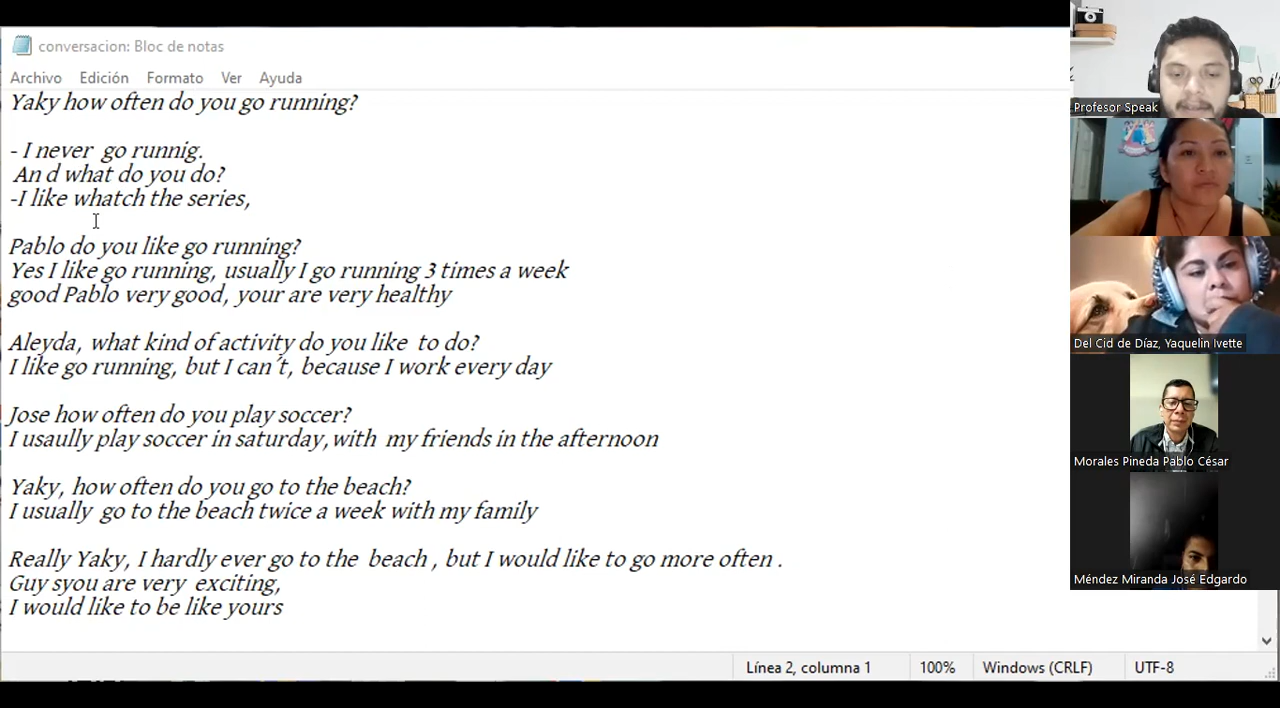 conversacion: Bloc de notas
Archivo Edición Formato Ver Ayuda
Yaky how often do you go running?
- I never go runnig.
An d what do you do?
-I like whatch the series,
Pablo do you like go running?
Yes I like go running, usually I go running 3 times a week
good Pablo very good, your are very healthy
Aleyda, what kind of activity do you like to do?
I like go running, but I can´t, because I work every day
Jose how often do you play soccer?
I usaully play soccer in saturday, with my friends in the afternoon
Yaky, how often do you go to the beach?
I usually go to the beach twice a week with my family
Really Yaky, I hardly ever go to the beach , but I would like to go more often .
Guy syou are very exciting,
I would like to be like yours
Línea 2, columna 1 100% Windows (CRLF) UTF-8
Profesor Speak
Del Cid de Díaz, Yaquelin Ivette
Morales Pineda Pablo César
Méndez Miranda José Edgardo